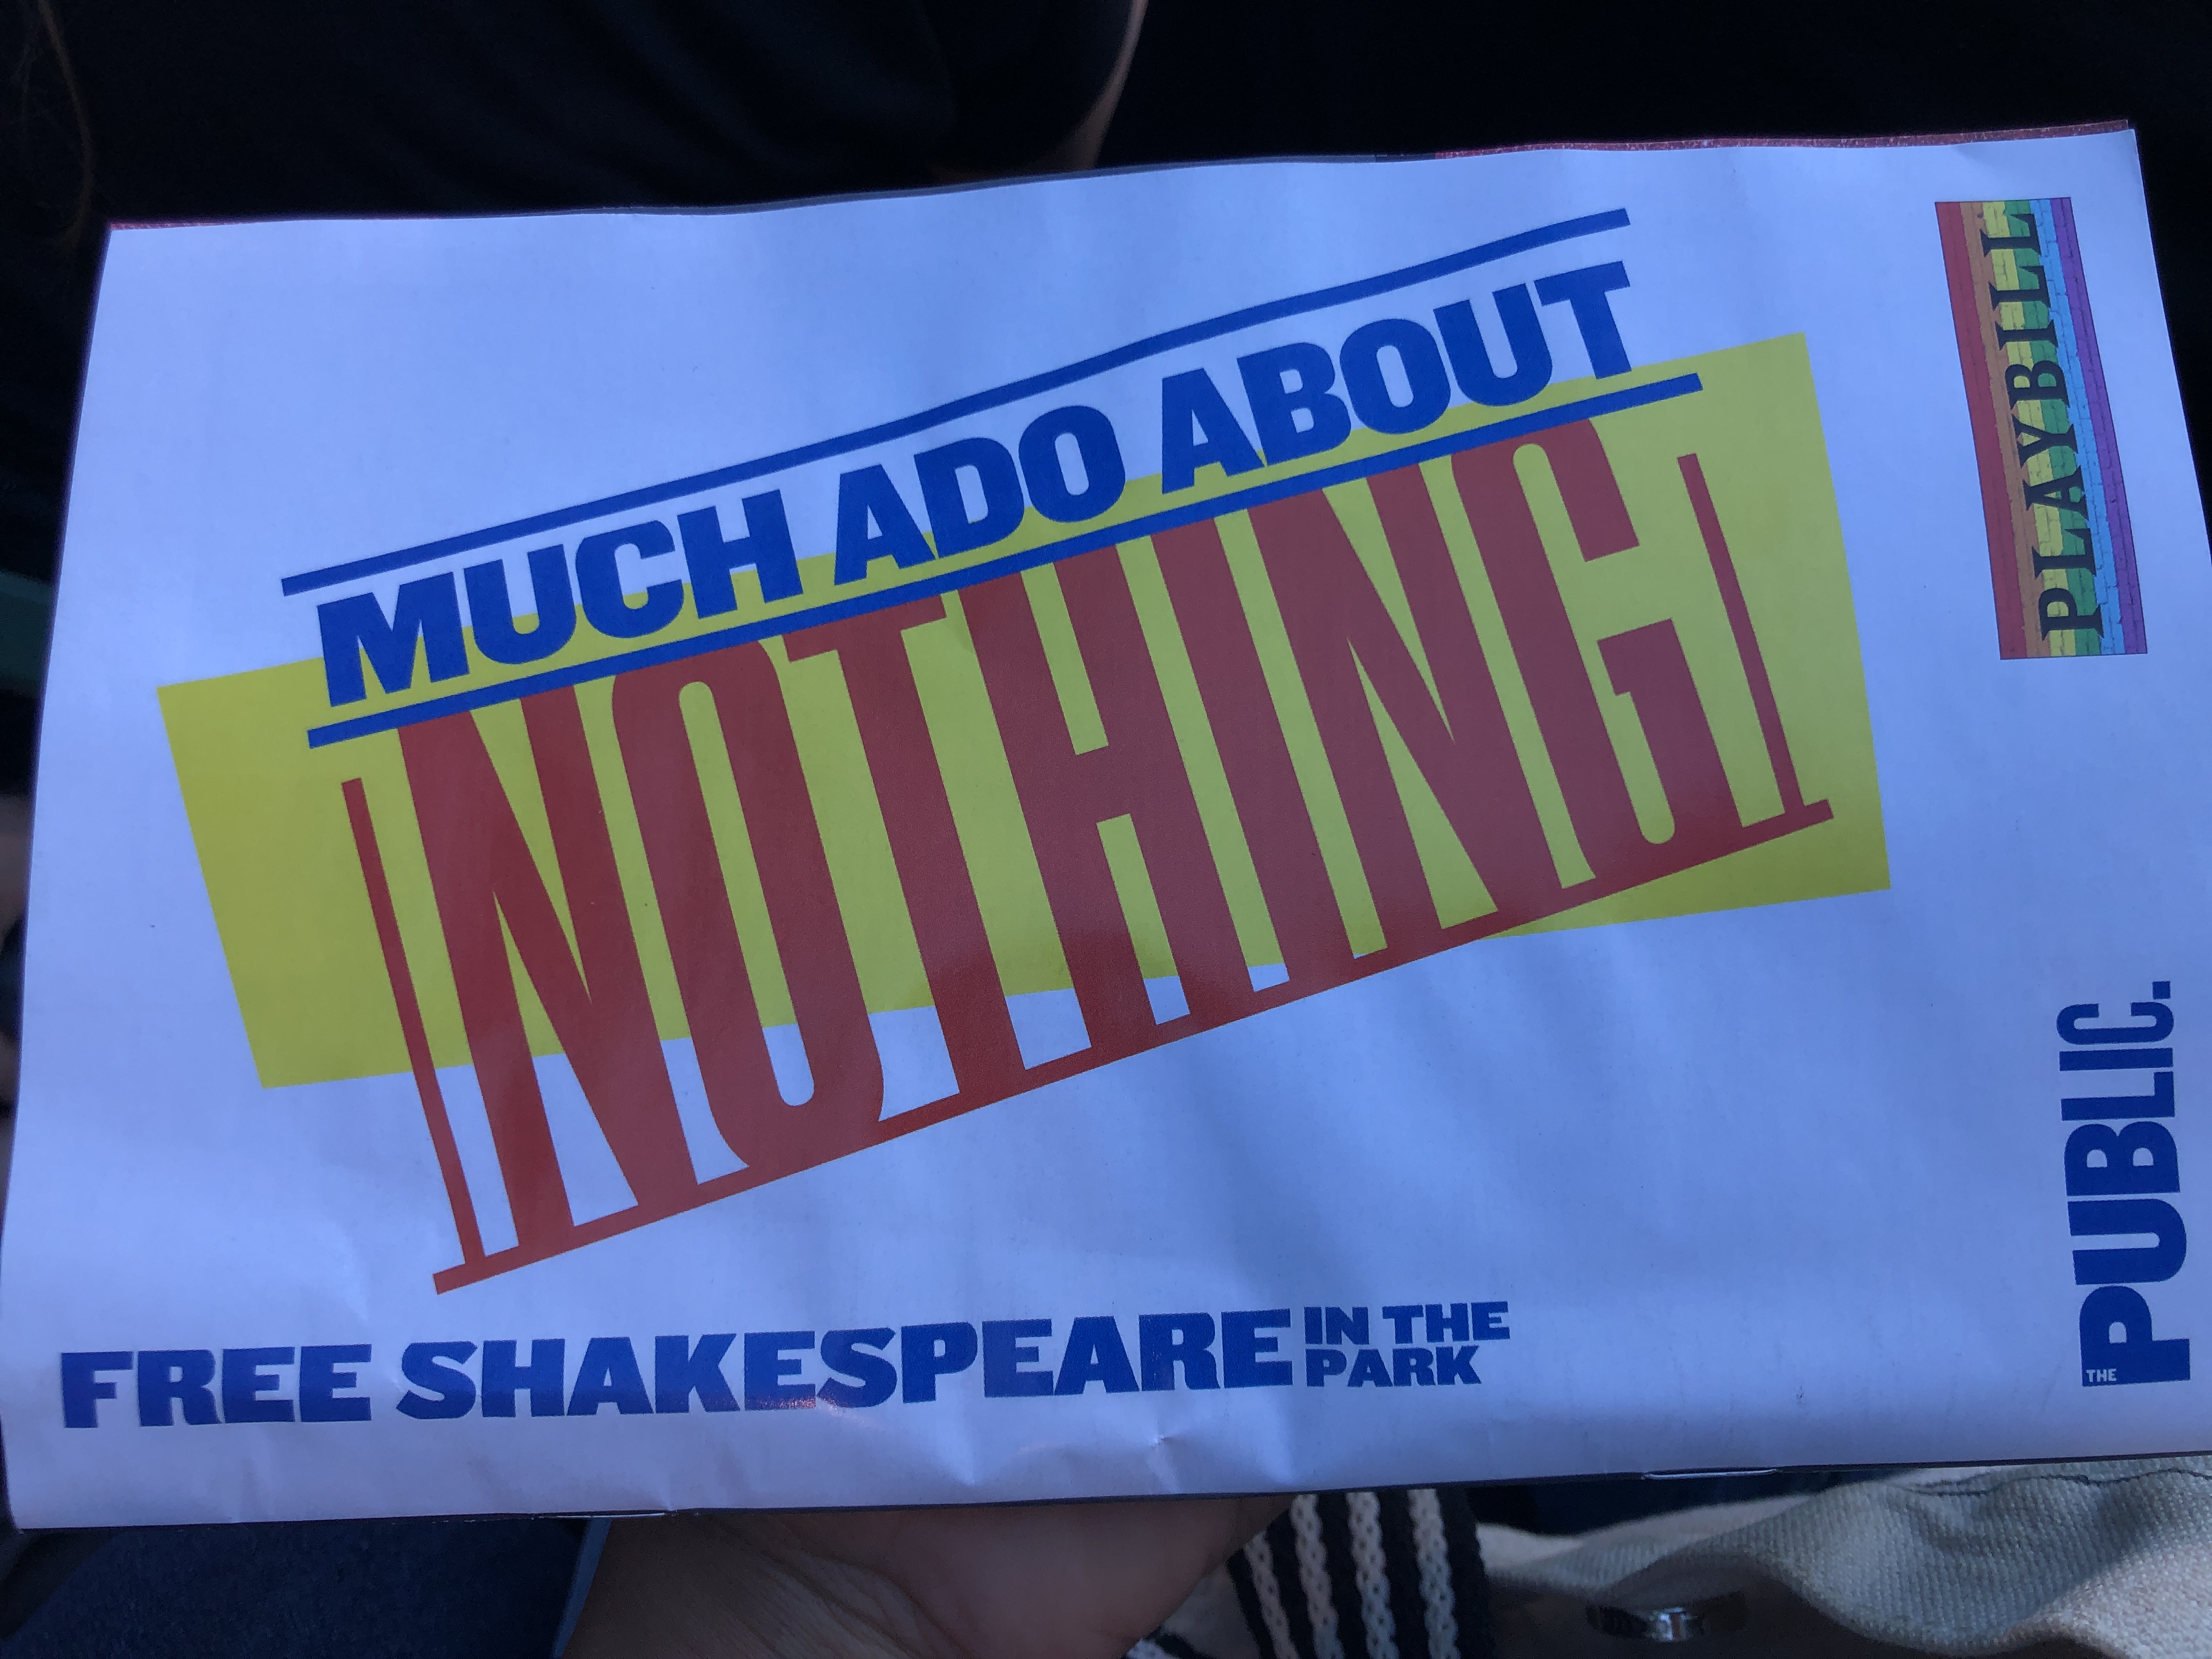 MUCH ADO ABOUT
NOTHING
FREE SHAKESPEARE IN THE
PARK
PLAYBILL
THE PUBLIC.